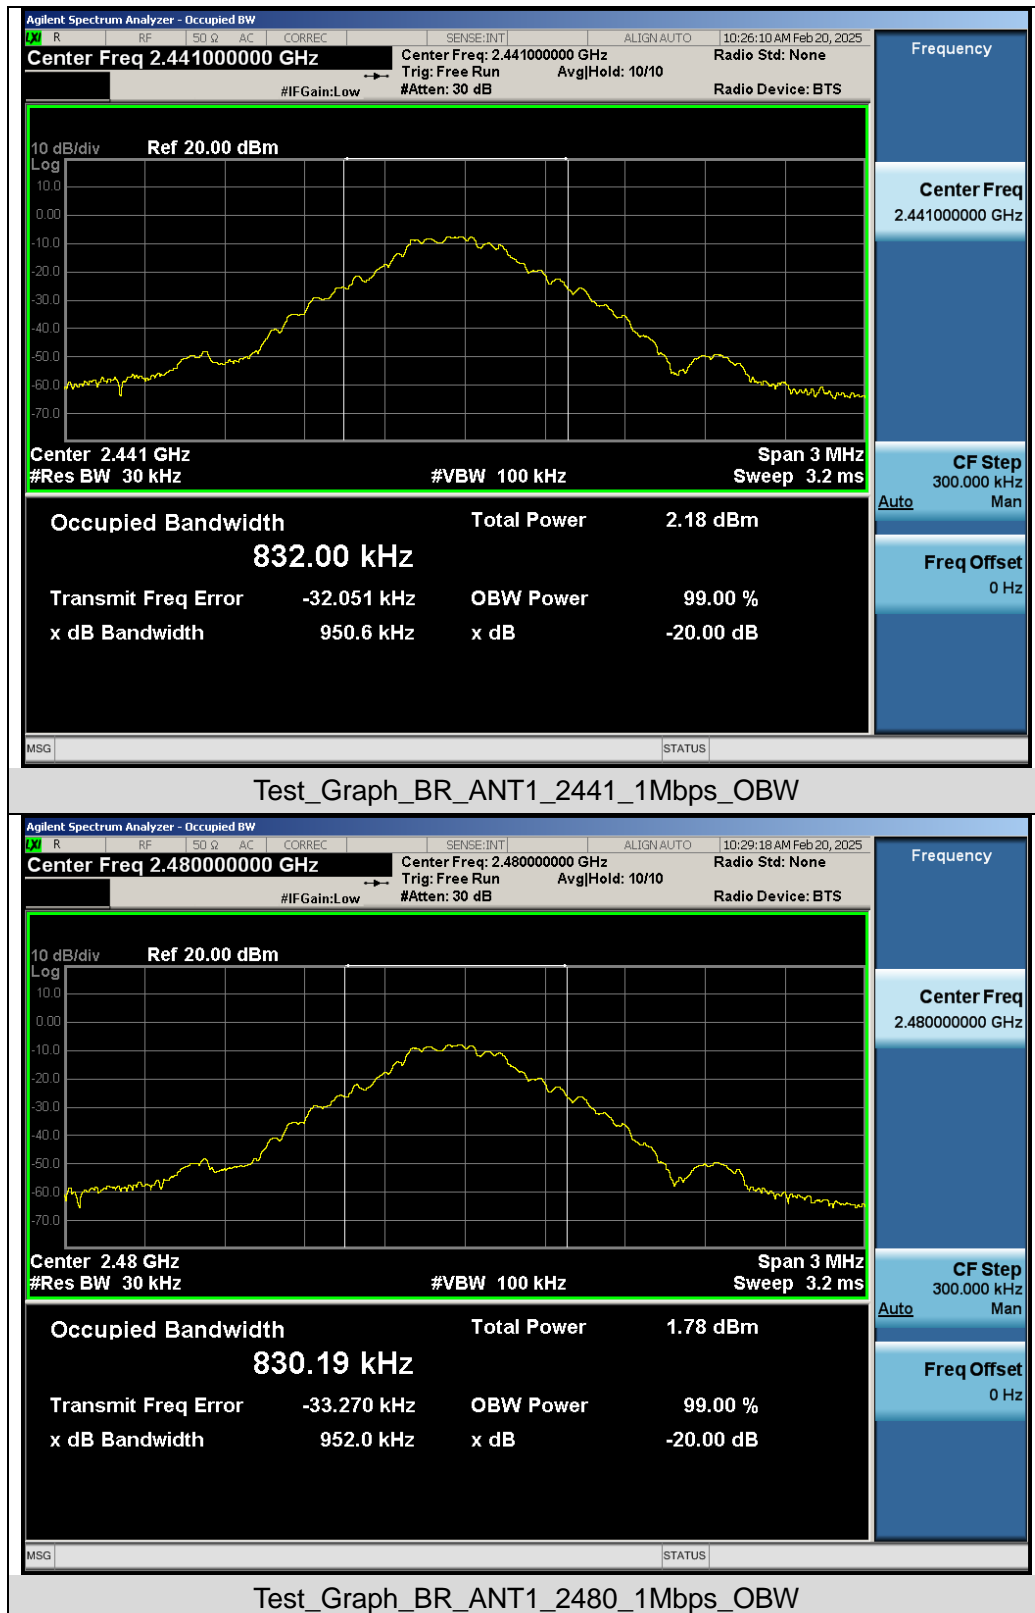 Agilent Spectrum Analyzer - Occupied BW
LXI R RF 50 Ω AC CORREC SENSE:INT ALIGN AUTO 10:26:10 AM Feb 20, 2025
Center Freq 2.441000000 GHz
Center Freq: 2.441000000 GHz Radio Std: None
Trig: Free Run Avg|Hold: 10/10
#IFGain:Low #Atten: 30 dB Radio Device: BTS
Frequency
10 dB/div Ref 20.00 dBm
Log
10.0
0.00
-10.0
-20.0
-30.0
-40.0
-50.0
-60.0
-70.0
Center 2.441 GHz Span 3 MHz
#Res BW 30 kHz #VBW 100 kHz Sweep 3.2 ms
Center Freq
2.441000000 GHz
CF Step
300.000 kHz
Auto Man
Freq Offset
0 Hz
Occupied Bandwidth Total Power 2.18 dBm
832.00 kHz
Transmit Freq Error -32.051 kHz OBW Power 99.00 %
x dB Bandwidth 950.6 kHz x dB -20.00 dB
MSG STATUS
Test_Graph_BR_ANT1_2441_1Mbps_OBW
Agilent Spectrum Analyzer - Occupied BW
LXI R RF 50 Ω AC CORREC SENSE:INT ALIGN AUTO 10:29:18 AM Feb 20, 2025
Center Freq 2.480000000 GHz
Center Freq: 2.480000000 GHz Radio Std: None
Trig: Free Run Avg|Hold: 10/10
#IFGain:Low #Atten: 30 dB Radio Device: BTS
Frequency
10 dB/div Ref 20.00 dBm
Log
10.0
0.00
-10.0
-20.0
-30.0
-40.0
-50.0
-60.0
-70.0
Center 2.48 GHz Span 3 MHz
#Res BW 30 kHz #VBW 100 kHz Sweep 3.2 ms
Center Freq
2.480000000 GHz
CF Step
300.000 kHz
Auto Man
Freq Offset
0 Hz
Occupied Bandwidth Total Power 1.78 dBm
830.19 kHz
Transmit Freq Error -33.270 kHz OBW Power 99.00 %
x dB Bandwidth 952.0 kHz x dB -20.00 dB
MSG STATUS
Test_Graph_BR_ANT1_2480_1Mbps_OBW